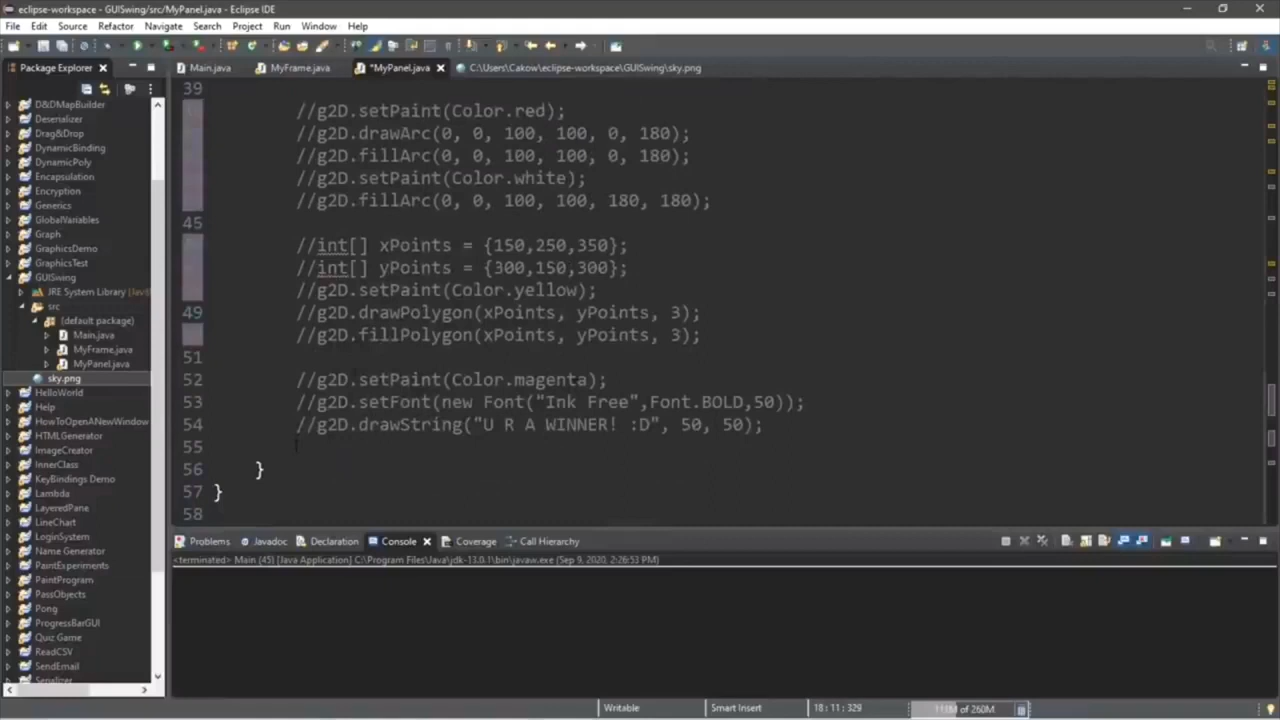 eclipse-workspace - GUISwing/src/MyPanel.java - Eclipse IDE
File Edit Source Refactor Navigate Search Project Run Window Help
Package Explorer
Main.java MyFrame.java *MyPanel.java C:\Users\Cakow\eclipse-workspace\GUISwing\sky.png
D&DMapBuilder
Deserializer
Drag&Drop
DynamicBinding
DynamicPoly
Encapsulation
Encryption
Generics
GlobalVariables
Graph
GraphicsDemo
GraphicsTest
GUISwing
JRE System Library [JavaS
src
(default package)
Main.java
MyFrame.java
MyPanel.java
sky.png
HelloWorld
Help
HowToOpenANewWindow
HTMLGenerator
ImageCreator
InnerClass
KeyBindings Demo
Lambda
LayeredPane
LineChart
LoginSystem
Name Generator
PaintExperiments
PaintProgram
PassObjects
Pong
ProgressBarGUI
Quiz Game
ReadCSV
SendEmail
Serializer
39
//g2D.setPaint(Color.red);
//g2D.drawArc(0, 0, 100, 100, 0, 180);
//g2D.fillArc(0, 0, 100, 100, 0, 180);
//g2D.setPaint(Color.white);
//g2D.fillArc(0, 0, 100, 100, 180, 180);
45
//int[] xPoints = {150,250,350};
//int[] yPoints = {300,150,300};
//g2D.setPaint(Color.yellow);
49 //g2D.drawPolygon(xPoints, yPoints, 3);
//g2D.fillPolygon(xPoints, yPoints, 3);
51
52 //g2D.setPaint(Color.magenta);
53 //g2D.setFont(new Font("Ink Free",Font.BOLD,50));
54 //g2D.drawString("U R A WINNER! :D", 50, 50);
55
56 }
57 }
58
Problems Javadoc Declaration Console Coverage Call Hierarchy
<terminated> Main (45) [Java Application] C:\Program Files\Java\jdk-13.0.1\bin\javaw.exe (Sep 9, 2020, 2:26:53 PM)
Writable Smart Insert 18 : 11 : 329 of 260M